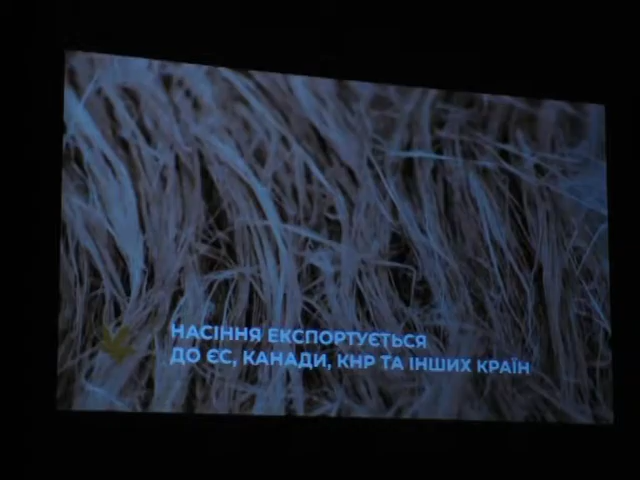 НАСІННЯ ЕКСПОРТУЄТЬСЯ
ДО ЄС, КАНАДИ, КНР ТА ІНШИХ КРАЇН